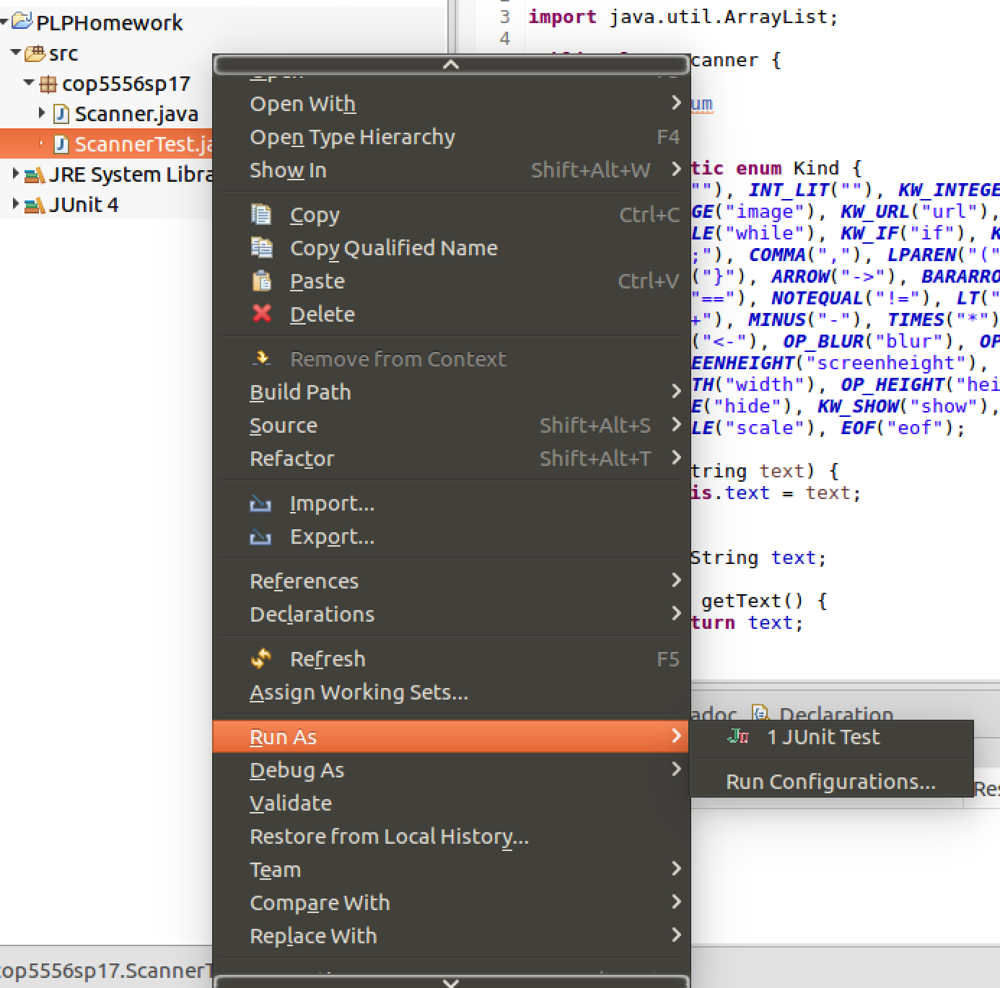 PLPHomework
src
cop5556sp17
Scanner.java
ScannerTest.ja
JRE System Libra
JUnit 4
3 import java.util.ArrayList;
4
canner {
um
tic enum Kind {
""), INT_LIT(""), KW_INTEGE
GE("image"), KW_URL("url"),
LE("while"), KW_IF("if"), K
;"), COMMA(","), LPAREN("("
("}"), ARROW("->"), BARARRO
"=="), NOTEQUAL("!="), LT("
+"), MINUS("-"), TIMES("*")
("<-"), OP_BLUR("blur"), OP
EENHEIGHT("screenheight"),
TH("width"), OP_HEIGHT("hei
E("hide"), KW_SHOW("show"),
LE("scale"), EOF("eof");
tring text) {
is.text = text;
String text;
getText() {
turn text;
Open With
Open Type Hierarchy F4
Show In Shift+Alt+W
Copy Ctrl+C
Copy Qualified Name
Paste Ctrl+V
Delete
Remove from Context
Build Path
Source Shift+Alt+S
Refactor Shift+Alt+T
Import...
Export...
References
Declarations
Refresh F5
Assign Working Sets...
Run As
Debug As
Validate
Restore from Local History...
Team
Compare With
Replace With
adoc Declaration
1 JUnit Test
Run Configurations...
Res
cop5556sp17.ScannerT